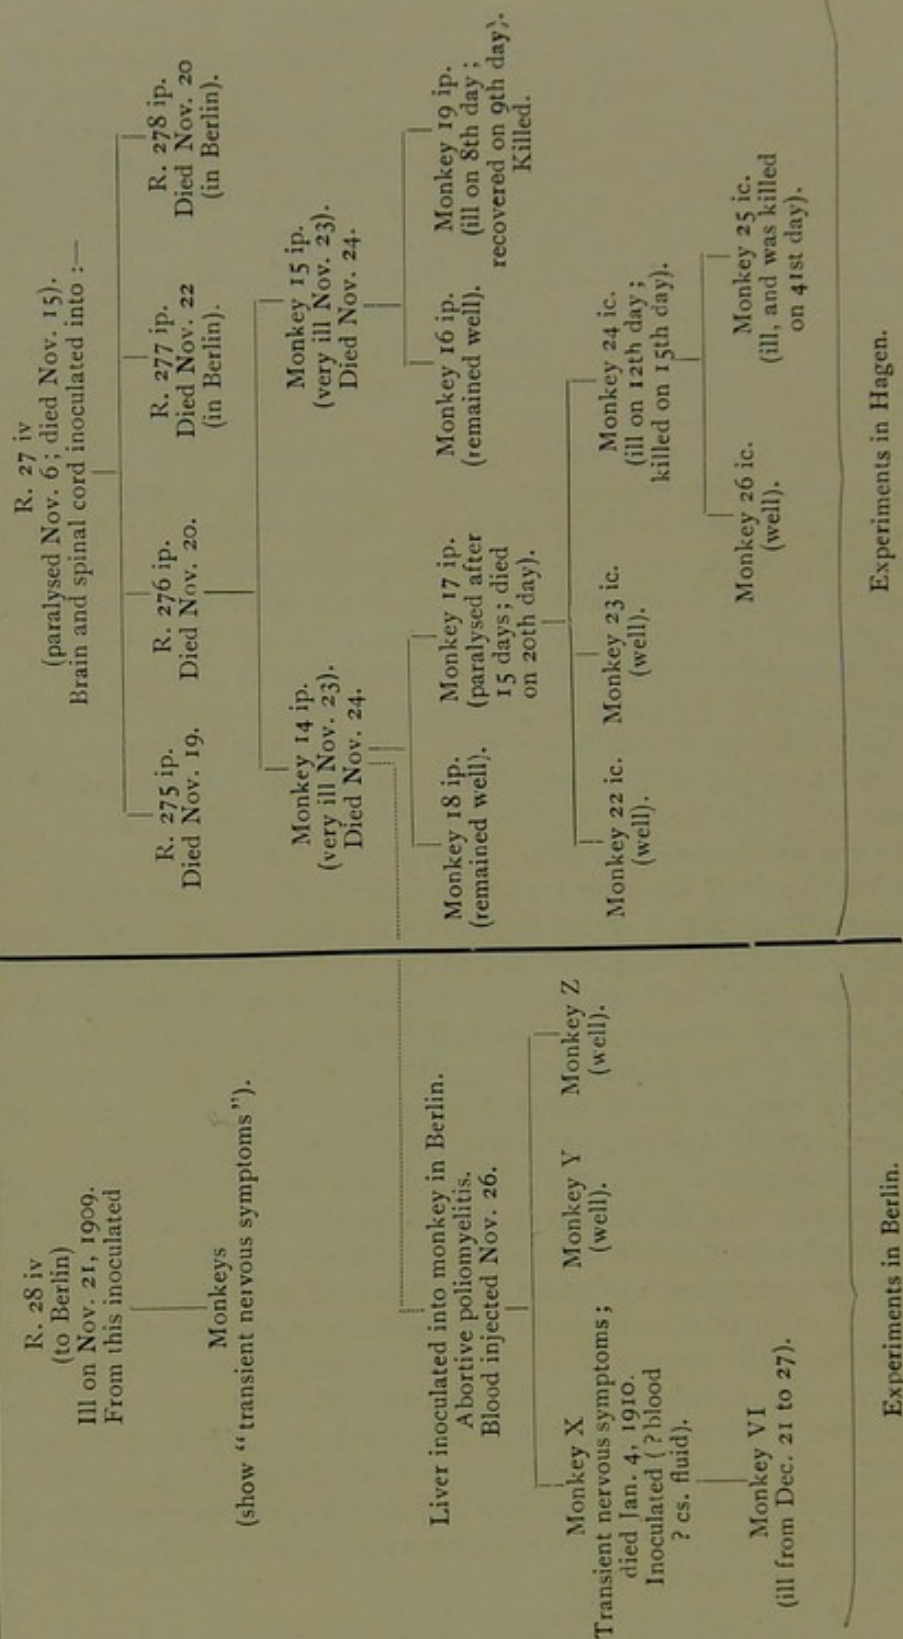 R. 28 iv
(to Berlin)
Ill on Nov. 21, 1909.
From this inoculated
Monkeys
(show “transient nervous symptoms”).
Liver inoculated into monkey in Berlin.
Abortive poliomyelitis.
Blood injected Nov. 26.
Monkey X
Transient nervous symptoms;
died Jan. 4, 1910.
Inoculated (? blood
? cs. fluid).
Monkey Y
(well).
Monkey Z
(well).
Monkey VI
(ill from Dec. 21 to 27).
Experiments in Berlin.
R. 27 iv
(paralysed Nov. 6; died Nov. 15).
Brain and spinal cord inoculated into :—
R. 275 ip.
Died Nov. 19.
R. 276 ip.
Died Nov. 20.
R. 277 ip.
Died Nov. 22
(in Berlin).
R. 278 ip.
Died Nov. 20
(in Berlin).
Monkey 14 ip.
(very ill Nov. 23).
Died Nov. 24.
Monkey 15 ip.
(very ill Nov. 23).
Died Nov. 24.
Monkey 18 ip.
(remained well).
Monkey 17 ip.
(paralysed after
15 days; died
on 20th day).
Monkey 16 ip.
(remained well).
Monkey 19 ip.
(ill on 8th day;
recovered on 9th day).
Killed.
Monkey 22 ic.
(well).
Monkey 23 ic.
(well).
Monkey 24 ic.
(ill on 12th day;
killed on 15th day).
Monkey 26 ic.
(well).
Monkey 25 ic.
(ill, and was killed
on 41st day).
Experiments in Hagen.